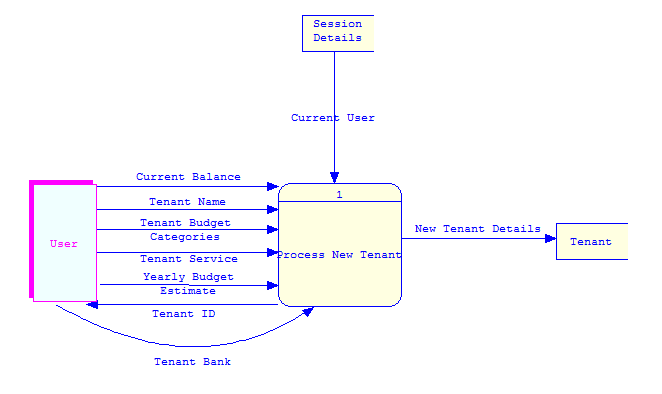 Session
Details
Current User
Current Balance
Tenant Name
Tenant Budget
Categories
Tenant Service
Yearly Budget
Estimate
Tenant ID
Tenant Bank
User
1
Process New Tenant
New Tenant Details
Tenant